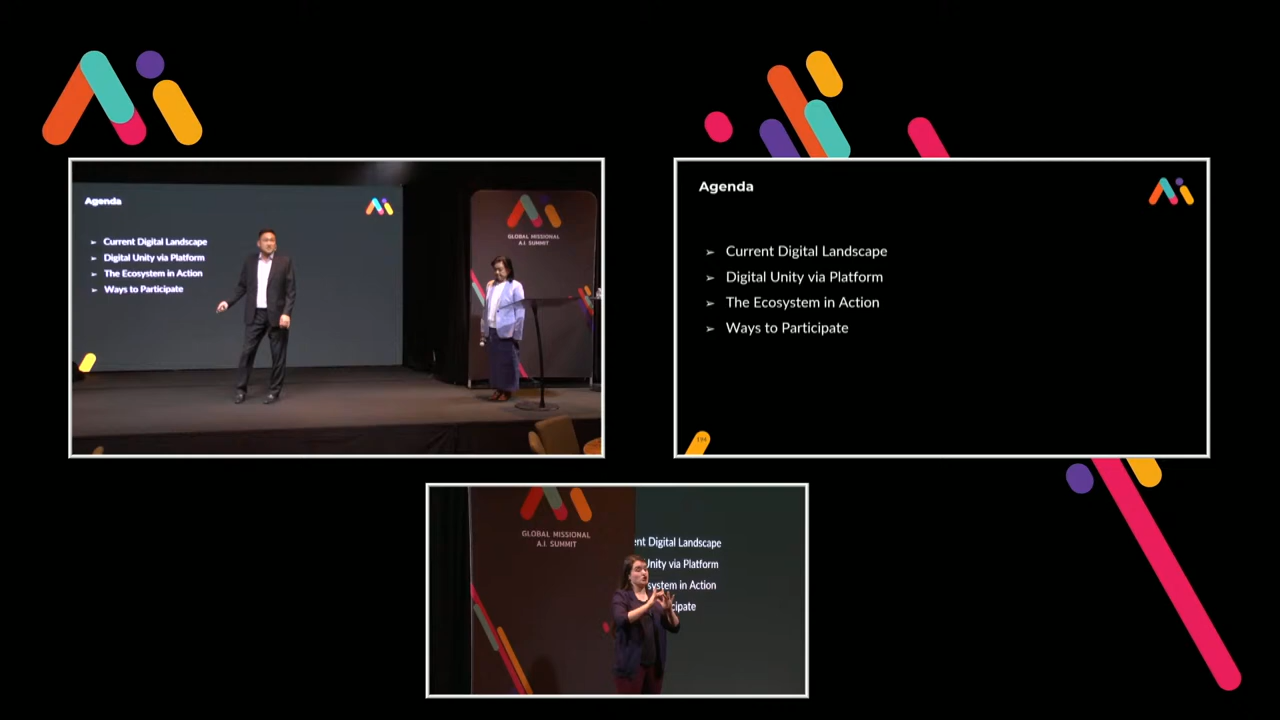 Agenda
➢ Current Digital Landscape
➢ Digital Unity via Platform
➢ The Ecosystem in Action
➢ Ways to Participate
GLOBAL MISSIONAL
A.I. SUMMIT
Agenda
➢ Current Digital Landscape
➢ Digital Unity via Platform
➢ The Ecosystem in Action
➢ Ways to Participate
194
GLOBAL MISSIONAL
A.I. SUMMIT
ent Digital Landscape
Unity via Platform
system in Action
cipate